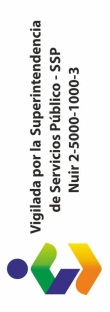 Vigilada por la Superintendencia
de Servicios Público - SSP
Nuir 2-5000-1000-3